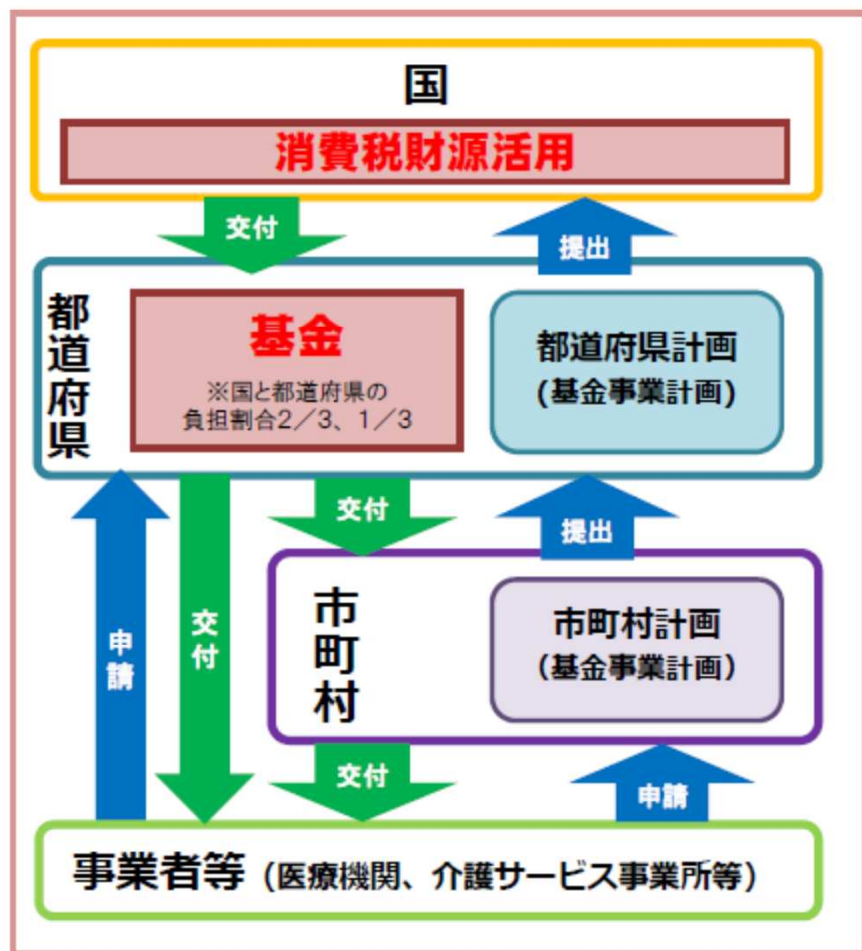 国
消費税財源活用
交付
提出
都道府県
基金
※国と都道府県の
負担割合2／3、1／3
都道府県計画
(基金事業計画)
交付
提出
申請
交付
市町村
市町村計画
(基金事業計画)
交付
申請
事業者等 (医療機関、介護サービス事業所等)